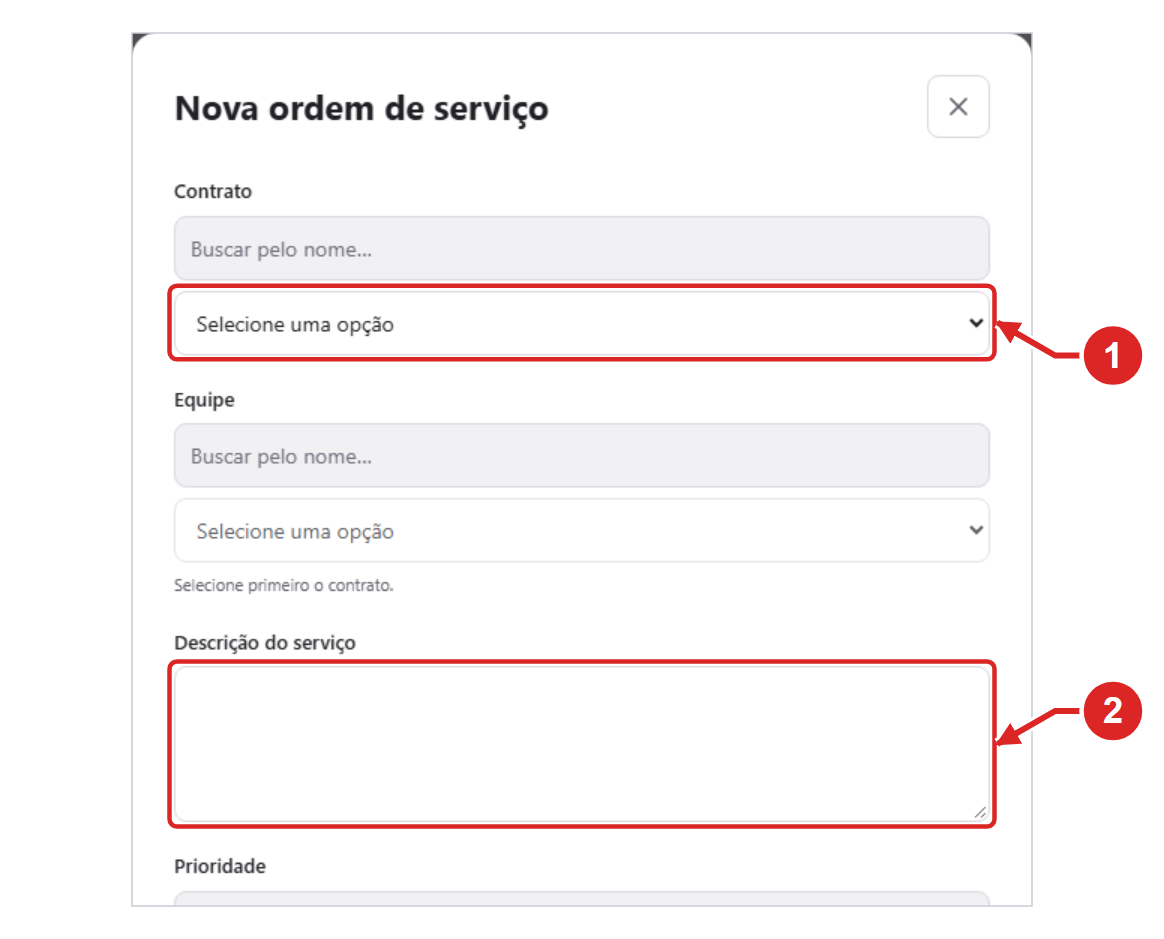 Nova ordem de serviço
Contrato
Buscar pelo nome...
Selecione uma opção
1
Equipe
Buscar pelo nome...
Selecione uma opção
Selecione primeiro o contrato.
Descrição do serviço
2
Prioridade